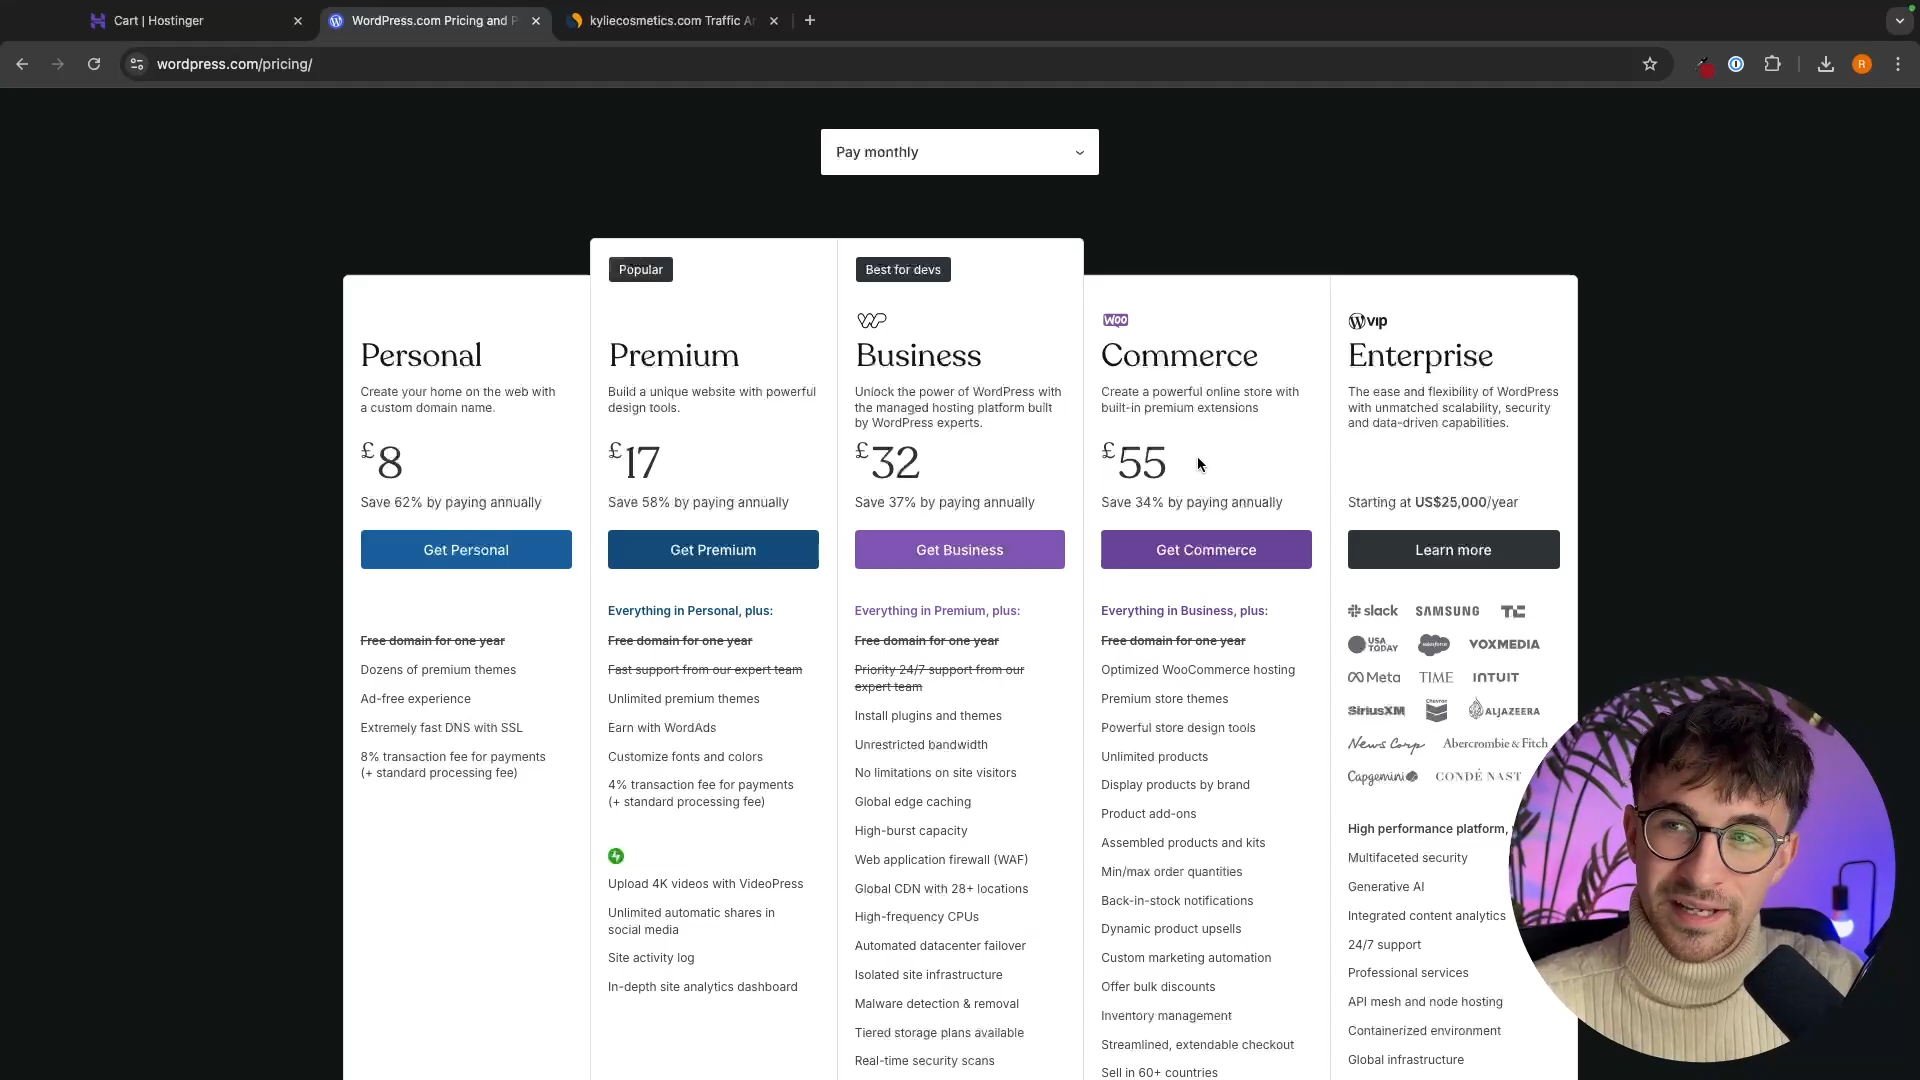 Cart | Hostinger
WordPress.com Pricing and P
kyliecosmetics.com Traffic A
wordpress.com/pricing/
R
Pay monthly
Popular
Best for devs
WOO
vip
Personal
Premium
Business
Commerce
Enterprise
Create your home on the web with
a custom domain name.
Build a unique website with powerful
design tools.
Unlock the power of WordPress with
the managed hosting platform built
by WordPress experts.
Create a powerful online store with
built-in premium extensions
The ease and flexibility of WordPress
with unmatched scalability, security
and data-driven capabilities.
£8
£17
£32
£55
Save 62% by paying annually
Save 58% by paying annually
Save 37% by paying annually
Save 34% by paying annually
Starting at US$25,000/year
Get Personal
Get Premium
Get Business
Get Commerce
Learn more
Free domain for one year
Dozens of premium themes
Ad-free experience
Extremely fast DNS with SSL
8% transaction fee for payments
(+ standard processing fee)
Everything in Personal, plus:
Free domain for one year
Fast support from our expert team
Unlimited premium themes
Earn with WordAds
Customize fonts and colors
4% transaction fee for payments
(+ standard processing fee)
Upload 4K videos with VideoPress
Unlimited automatic shares in
social media
Site activity log
In-depth site analytics dashboard
Everything in Premium, plus:
Free domain for one year
Priority 24/7 support from our
expert team
Install plugins and themes
Unrestricted bandwidth
No limitations on site visitors
Global edge caching
High-burst capacity
Web application firewall (WAF)
Global CDN with 28+ locations
High-frequency CPUs
Automated datacenter failover
Isolated site infrastructure
Malware detection & removal
Tiered storage plans available
Real-time security scans
Everything in Business, plus:
Free domain for one year
Optimized WooCommerce hosting
Premium store themes
Powerful store design tools
Unlimited products
Display products by brand
Product add-ons
Assembled products and kits
Min/max order quantities
Back-in-stock notifications
Dynamic product upsells
Custom marketing automation
Offer bulk discounts
Inventory management
Streamlined, extendable checkout
Sell in 60+ countries
slack SAMSUNG TC
USA TODAY salesforce VOXMEDIA
Meta TIME INTUIT
SiriusXM Chevron ALJAZEERA
News Corp Abercrombie & Fitch
Capgemini CONDÉ NAST
High performance platform,
Multifaceted security
Generative AI
Integrated content analytics
24/7 support
Professional services
API mesh and node hosting
Containerized environment
Global infrastructure